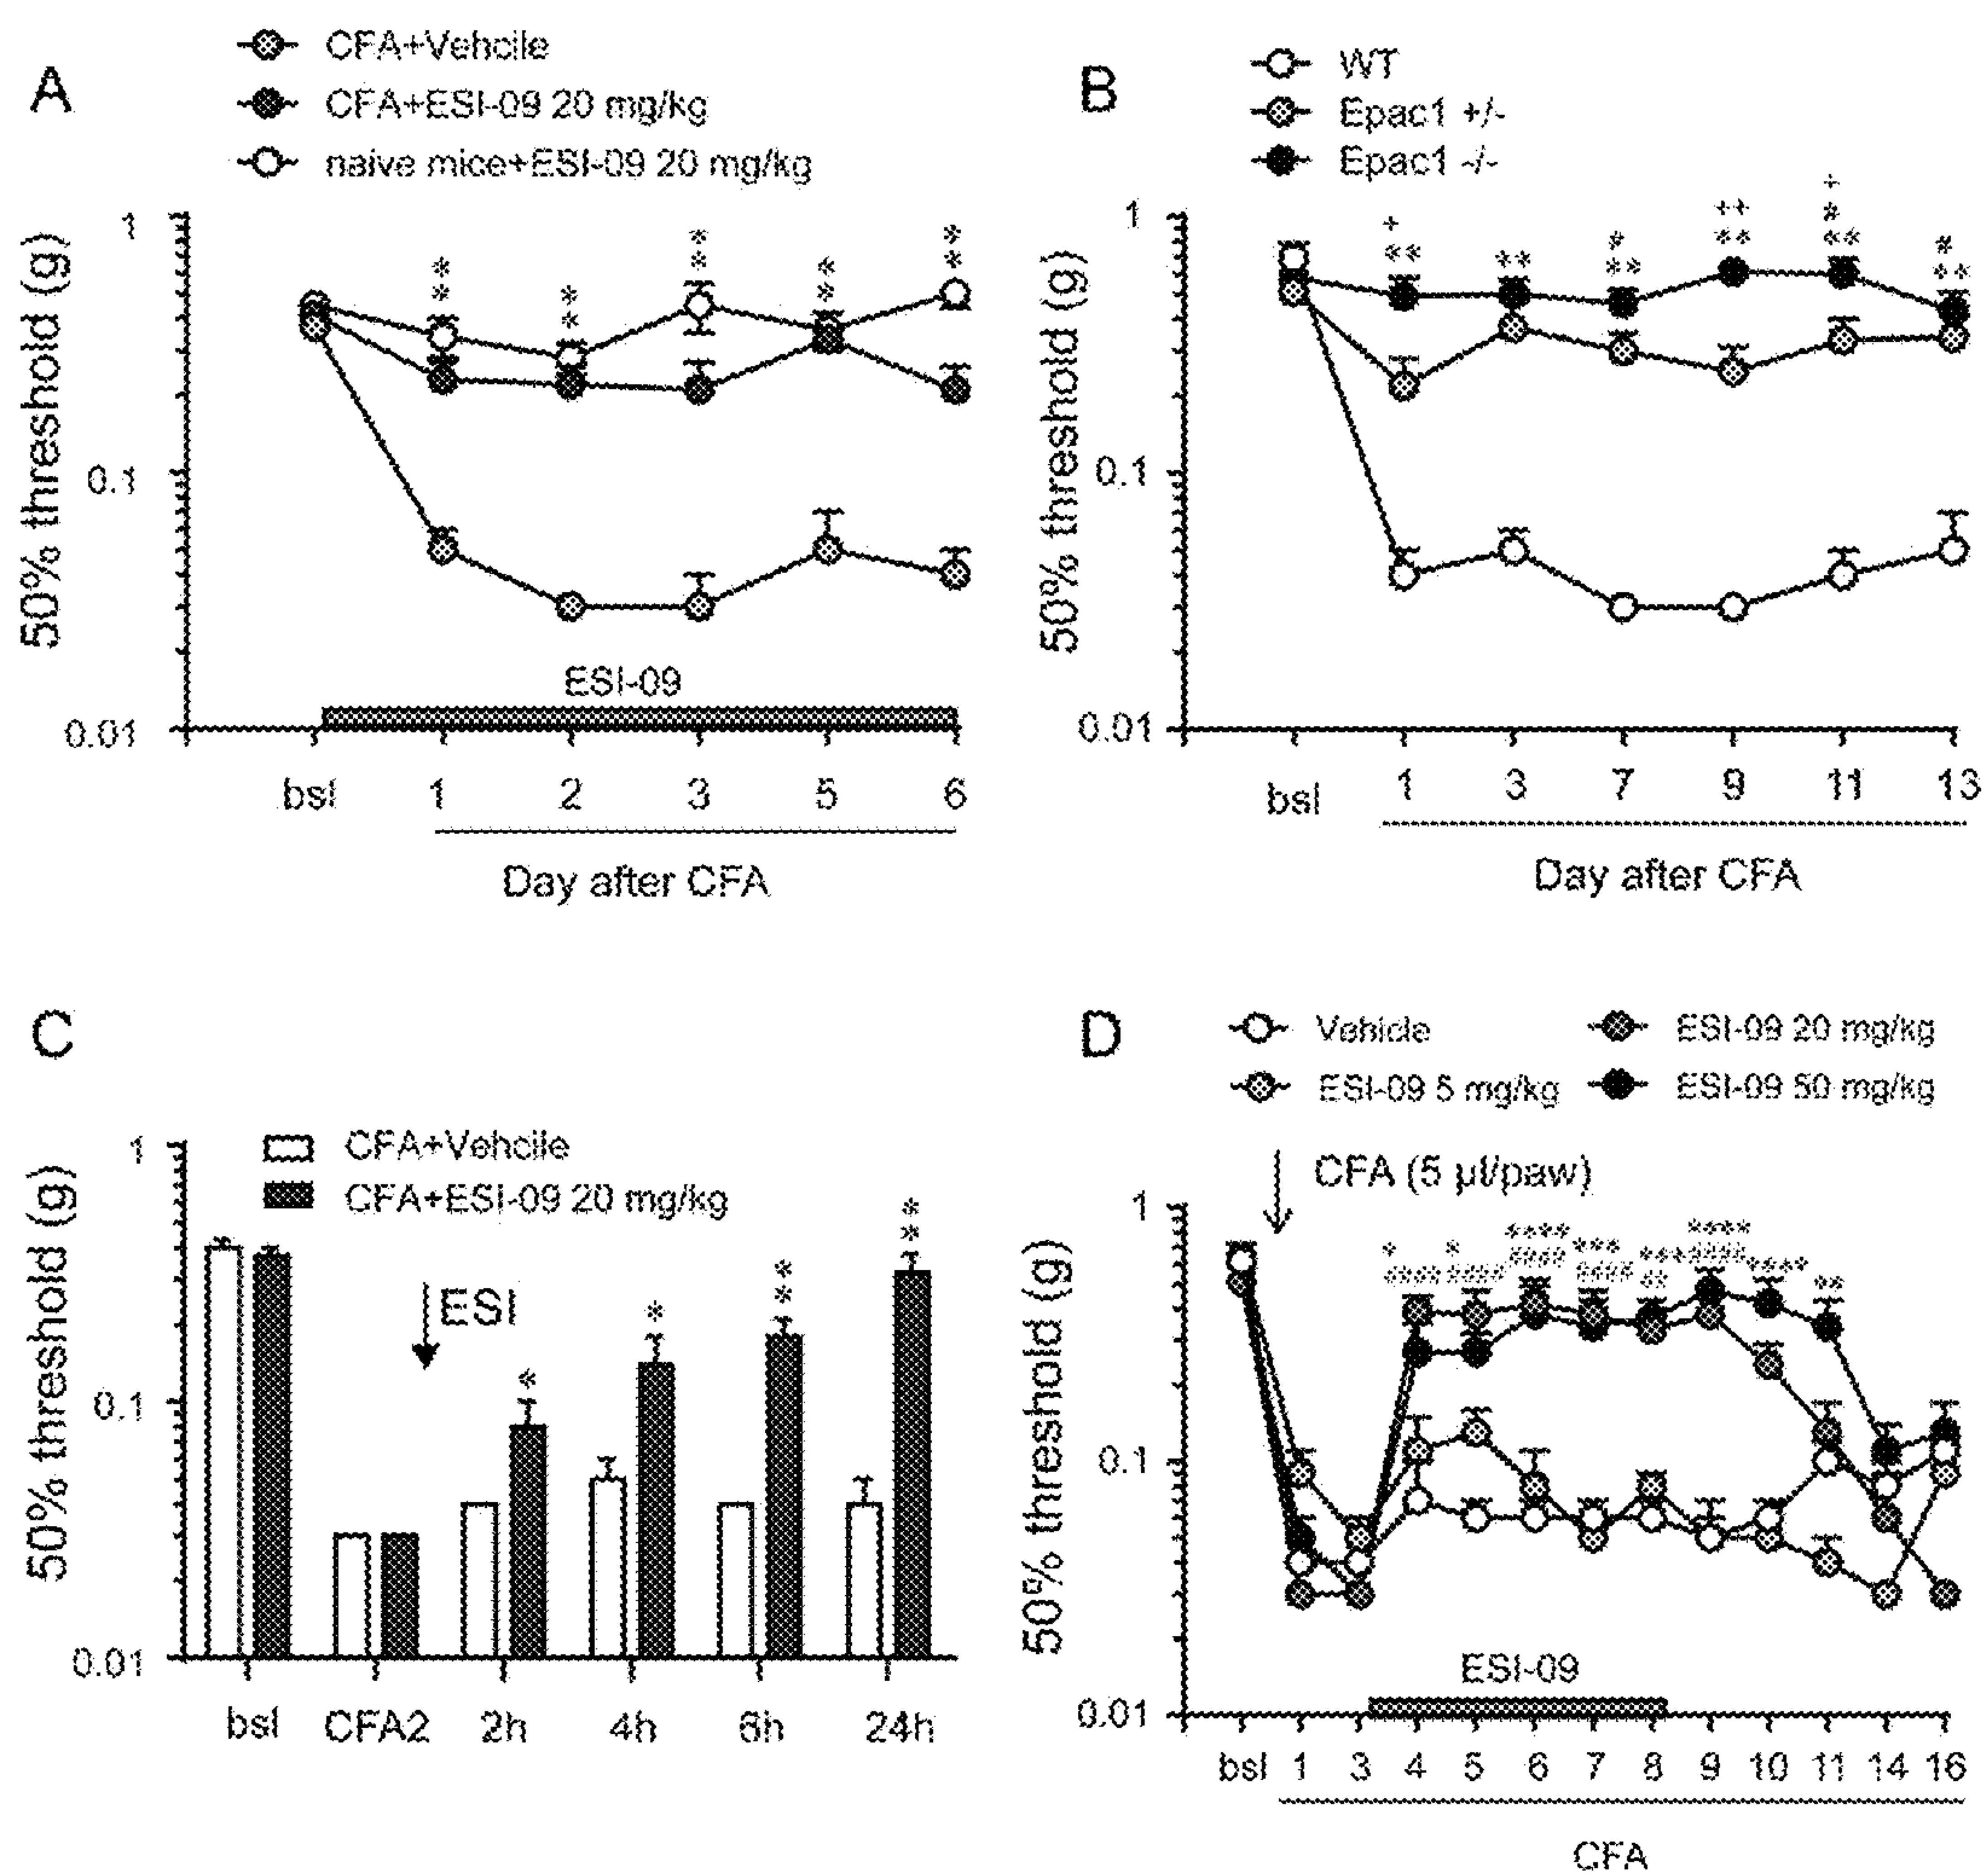 A
CFA+Vehcile
CFA+ESI-09 20 mg/kg
naive mice+ESI-09 20 mg/kg
50% threshold (g)
1
0.1
0.01
** ** ** ** **
ESI-09
bsl 1 2 3 5 6
Day after CFA
B
WT
Epac1 +/-
Epac1 -/-
50% threshold (g)
1
0.1
0.01
+ ++ +
# # #
** ** ** ** ** **
bsl 1 3 7 9 11 13
Day after CFA
C
CFA+Vehcile
CFA+ESI-09 20 mg/kg
50% threshold (g)
1
0.1
0.01
ESI
* * ** **
bsl CFA2 2h 4h 6h 24h
D
Vehicle
ESI-09 20 mg/kg
ESI-09 5 mg/kg
ESI-09 50 mg/kg
CFA (5 µl/paw)
50% threshold (g)
1
0.1
0.01
ESI-09
bsl 1 3 4 5 6 7 8 9 10 11 14 16
CFA